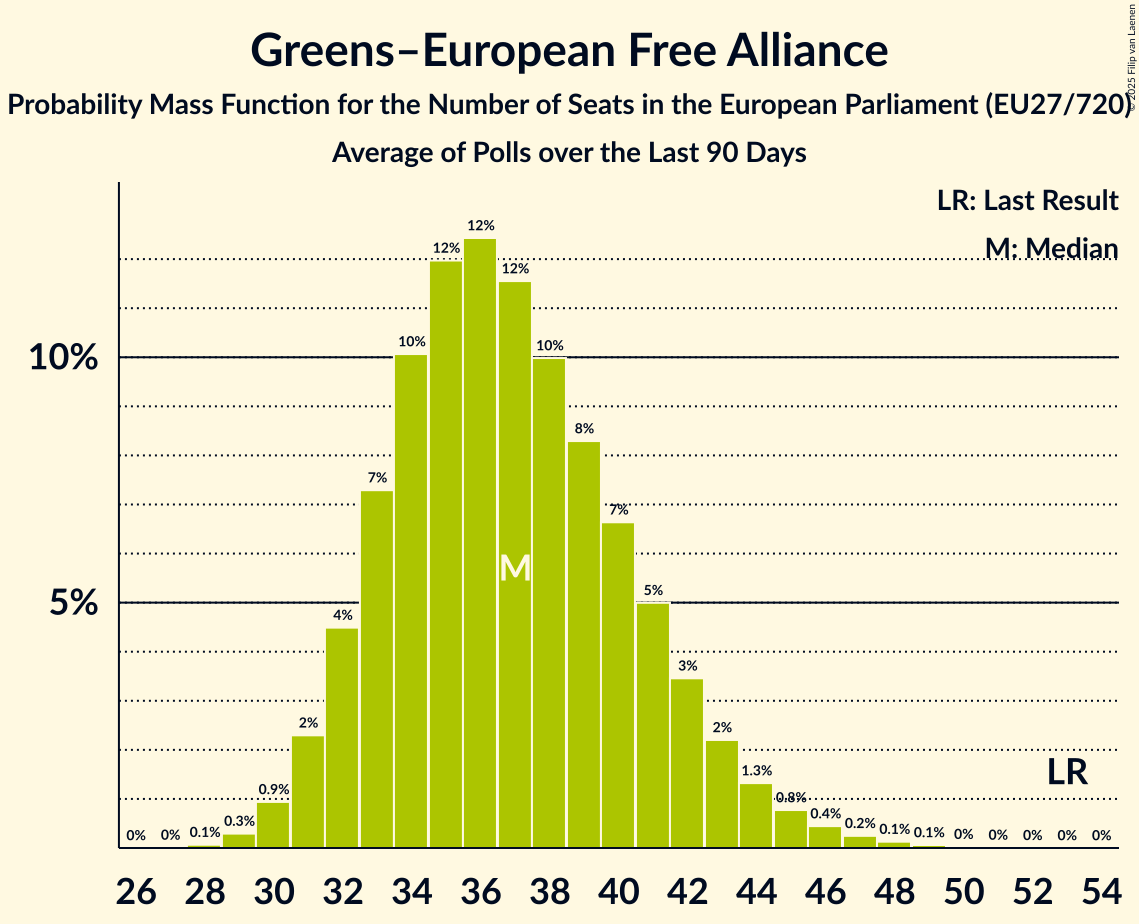 Greens–European Free Alliance
Probability Mass Function for the Number of Seats in the European Parliament (EU27/720)
Average of Polls over the Last 90 Days
© 2025 Filip van Laenen
LR: Last Result
M: Median
10%
5%
0% 0% 0.1% 0.3% 0.9% 2% 4% 7% 10% 12% 12% 12% 10% 8% 7% 5% 3% 2% 1.3% 0.8% 0.4% 0.2% 0.1% 0.1% 0% 0% 0% 0% 0%
M
LR
26 28 30 32 34 36 38 40 42 44 46 48 50 52 54